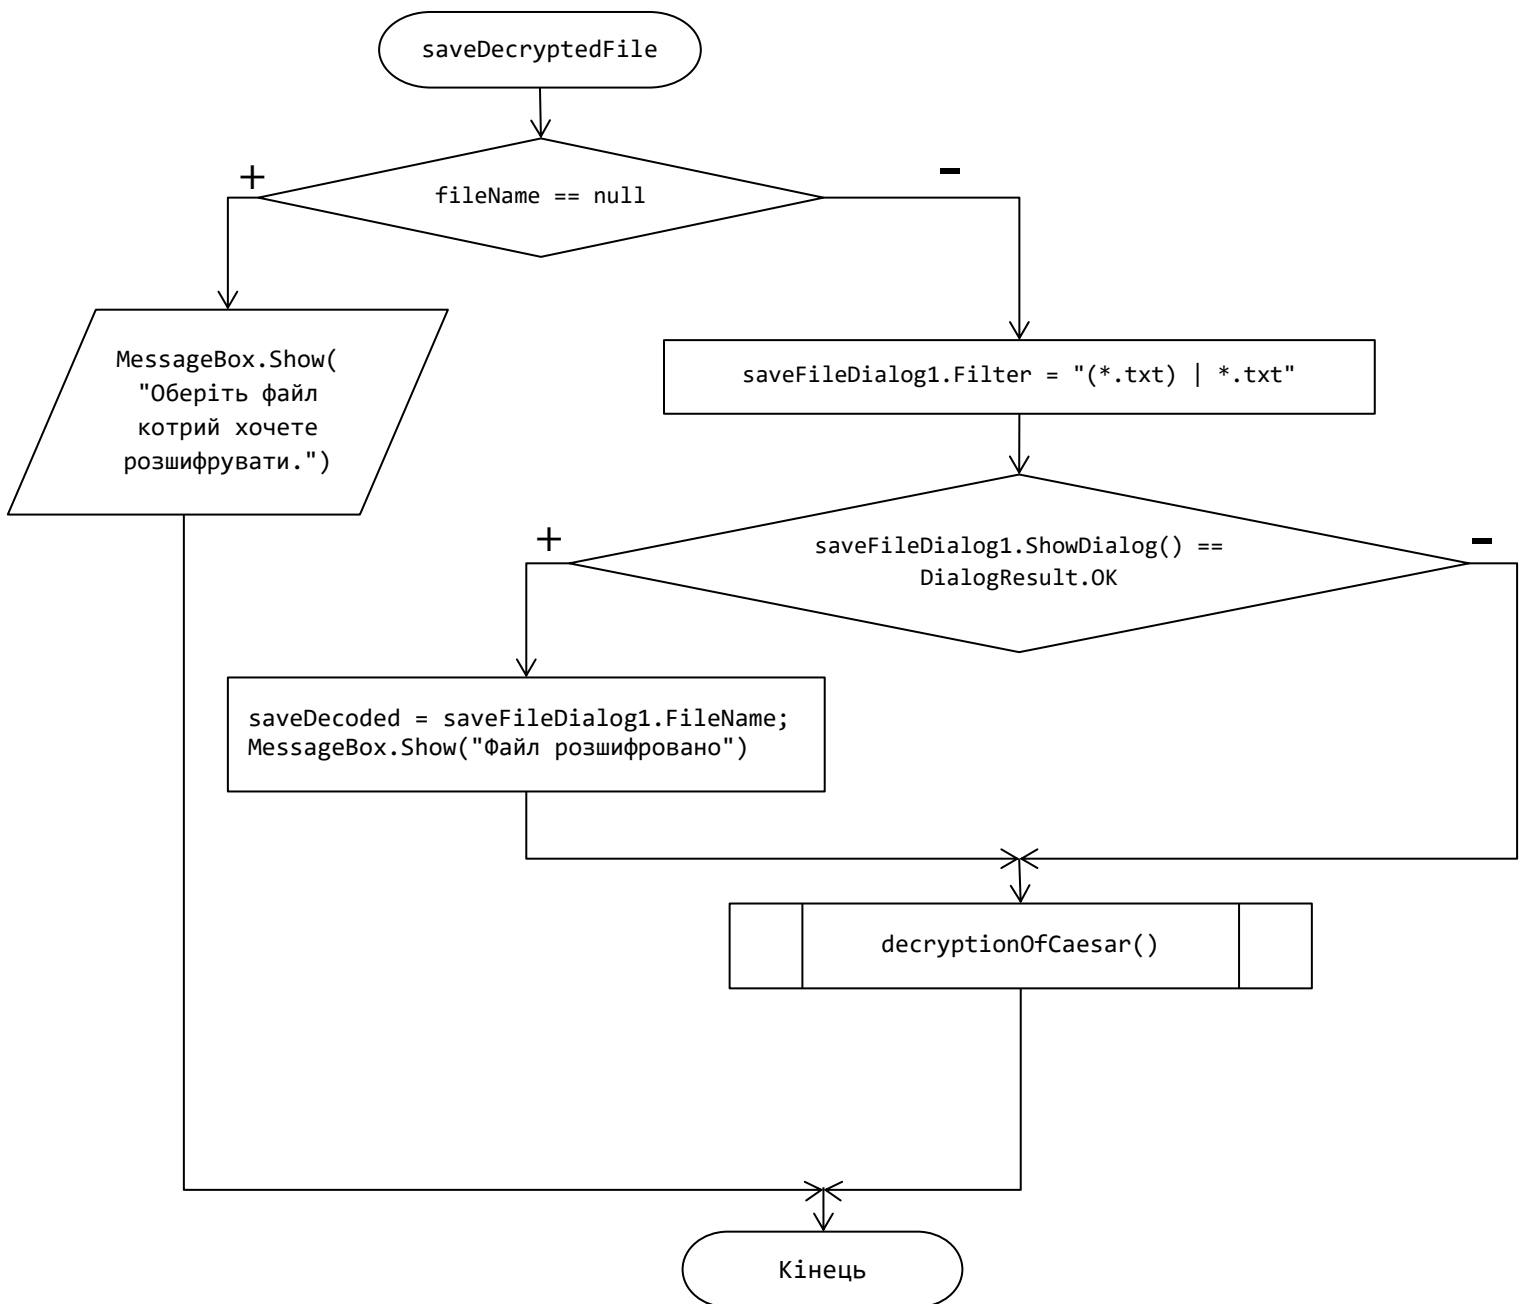 saveDecryptedFile
+
-
fileName == null
MessageBox.Show(
"Оберіть файл
котрий хочете
розшифрувати.")
saveFileDialog1.Filter = "(*.txt) | *.txt"
+
-
saveFileDialog1.ShowDialog() ==
DialogResult.OK
saveDecoded = saveFileDialog1.FileName;
MessageBox.Show("Файл розшифровано")
decryptionOfCaesar()
Кінець